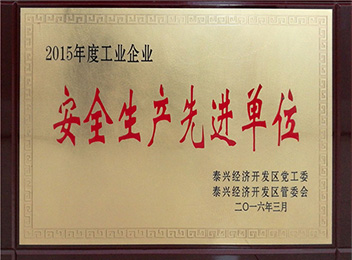 2015年度工业企业
安全生产先进单位
泰兴经济开发区党工委
泰兴经济开发区管委会
二〇一六年三月